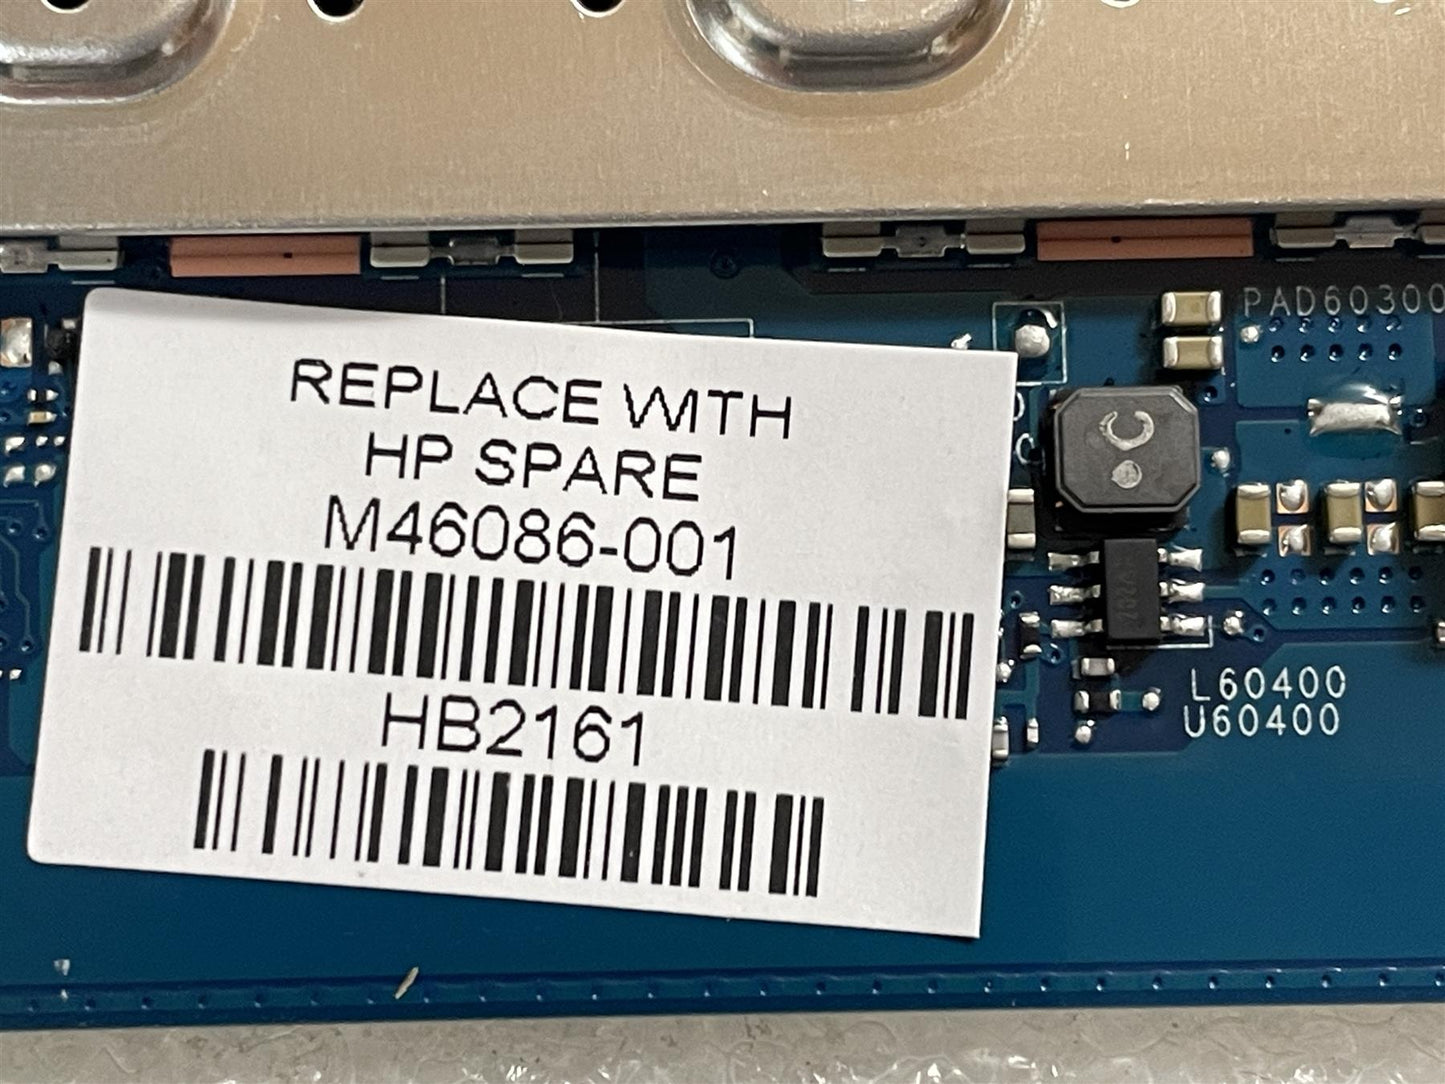 REPLACE WITH
HP SPARE
M46086-001
HB2161
PAD60300
C
L60400
U60400